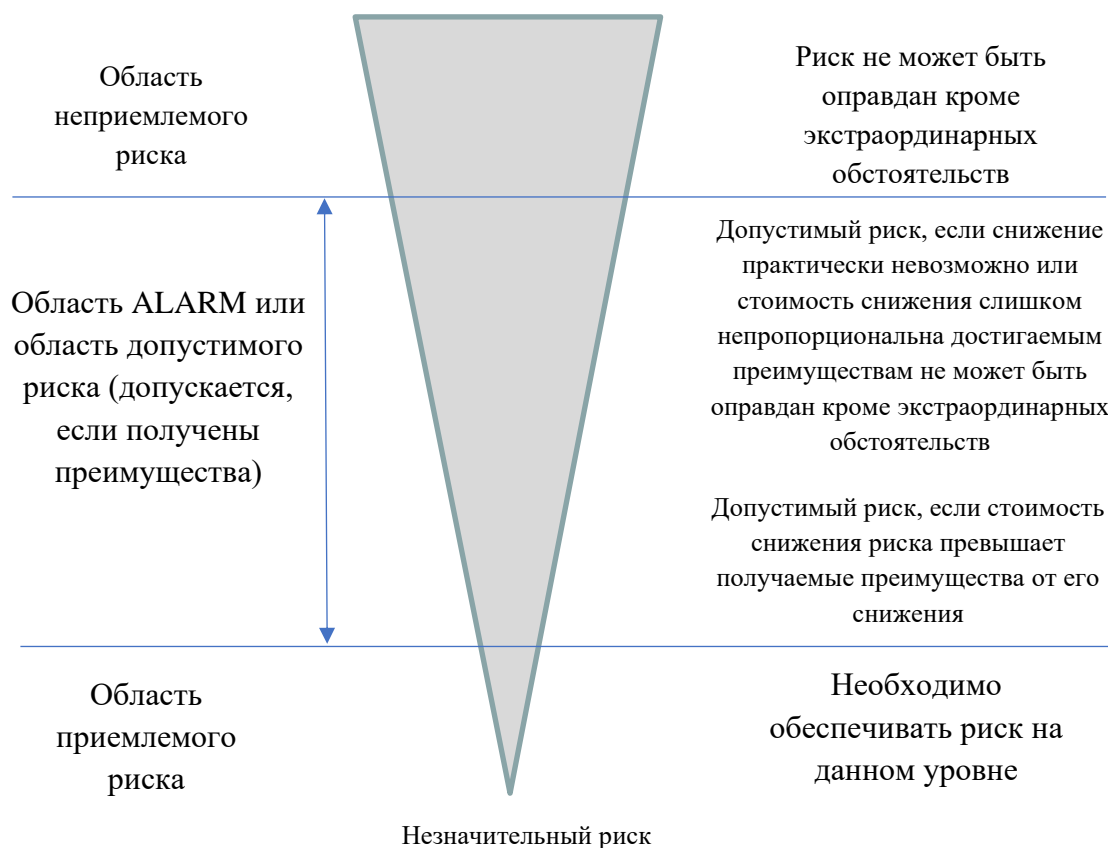 Область
неприемлемого
риска
Риск не может быть
оправдан кроме
экстраординарных
обстоятельств
Область ALARM или
область допустимого
риска (допускается,
если получены
преимущества)
Допустимый риск, если снижение
практически невозможно или
стоимость снижения слишком
непропорциональна достигаемым
преимуществам не может быть
оправдан кроме экстраординарных
обстоятельств
Допустимый риск, если стоимость
снижения риска превышает
получаемые преимущества от его
снижения
Область
приемлемого
риска
Необходимо
обеспечивать риск на
данном уровне
Незначительный риск